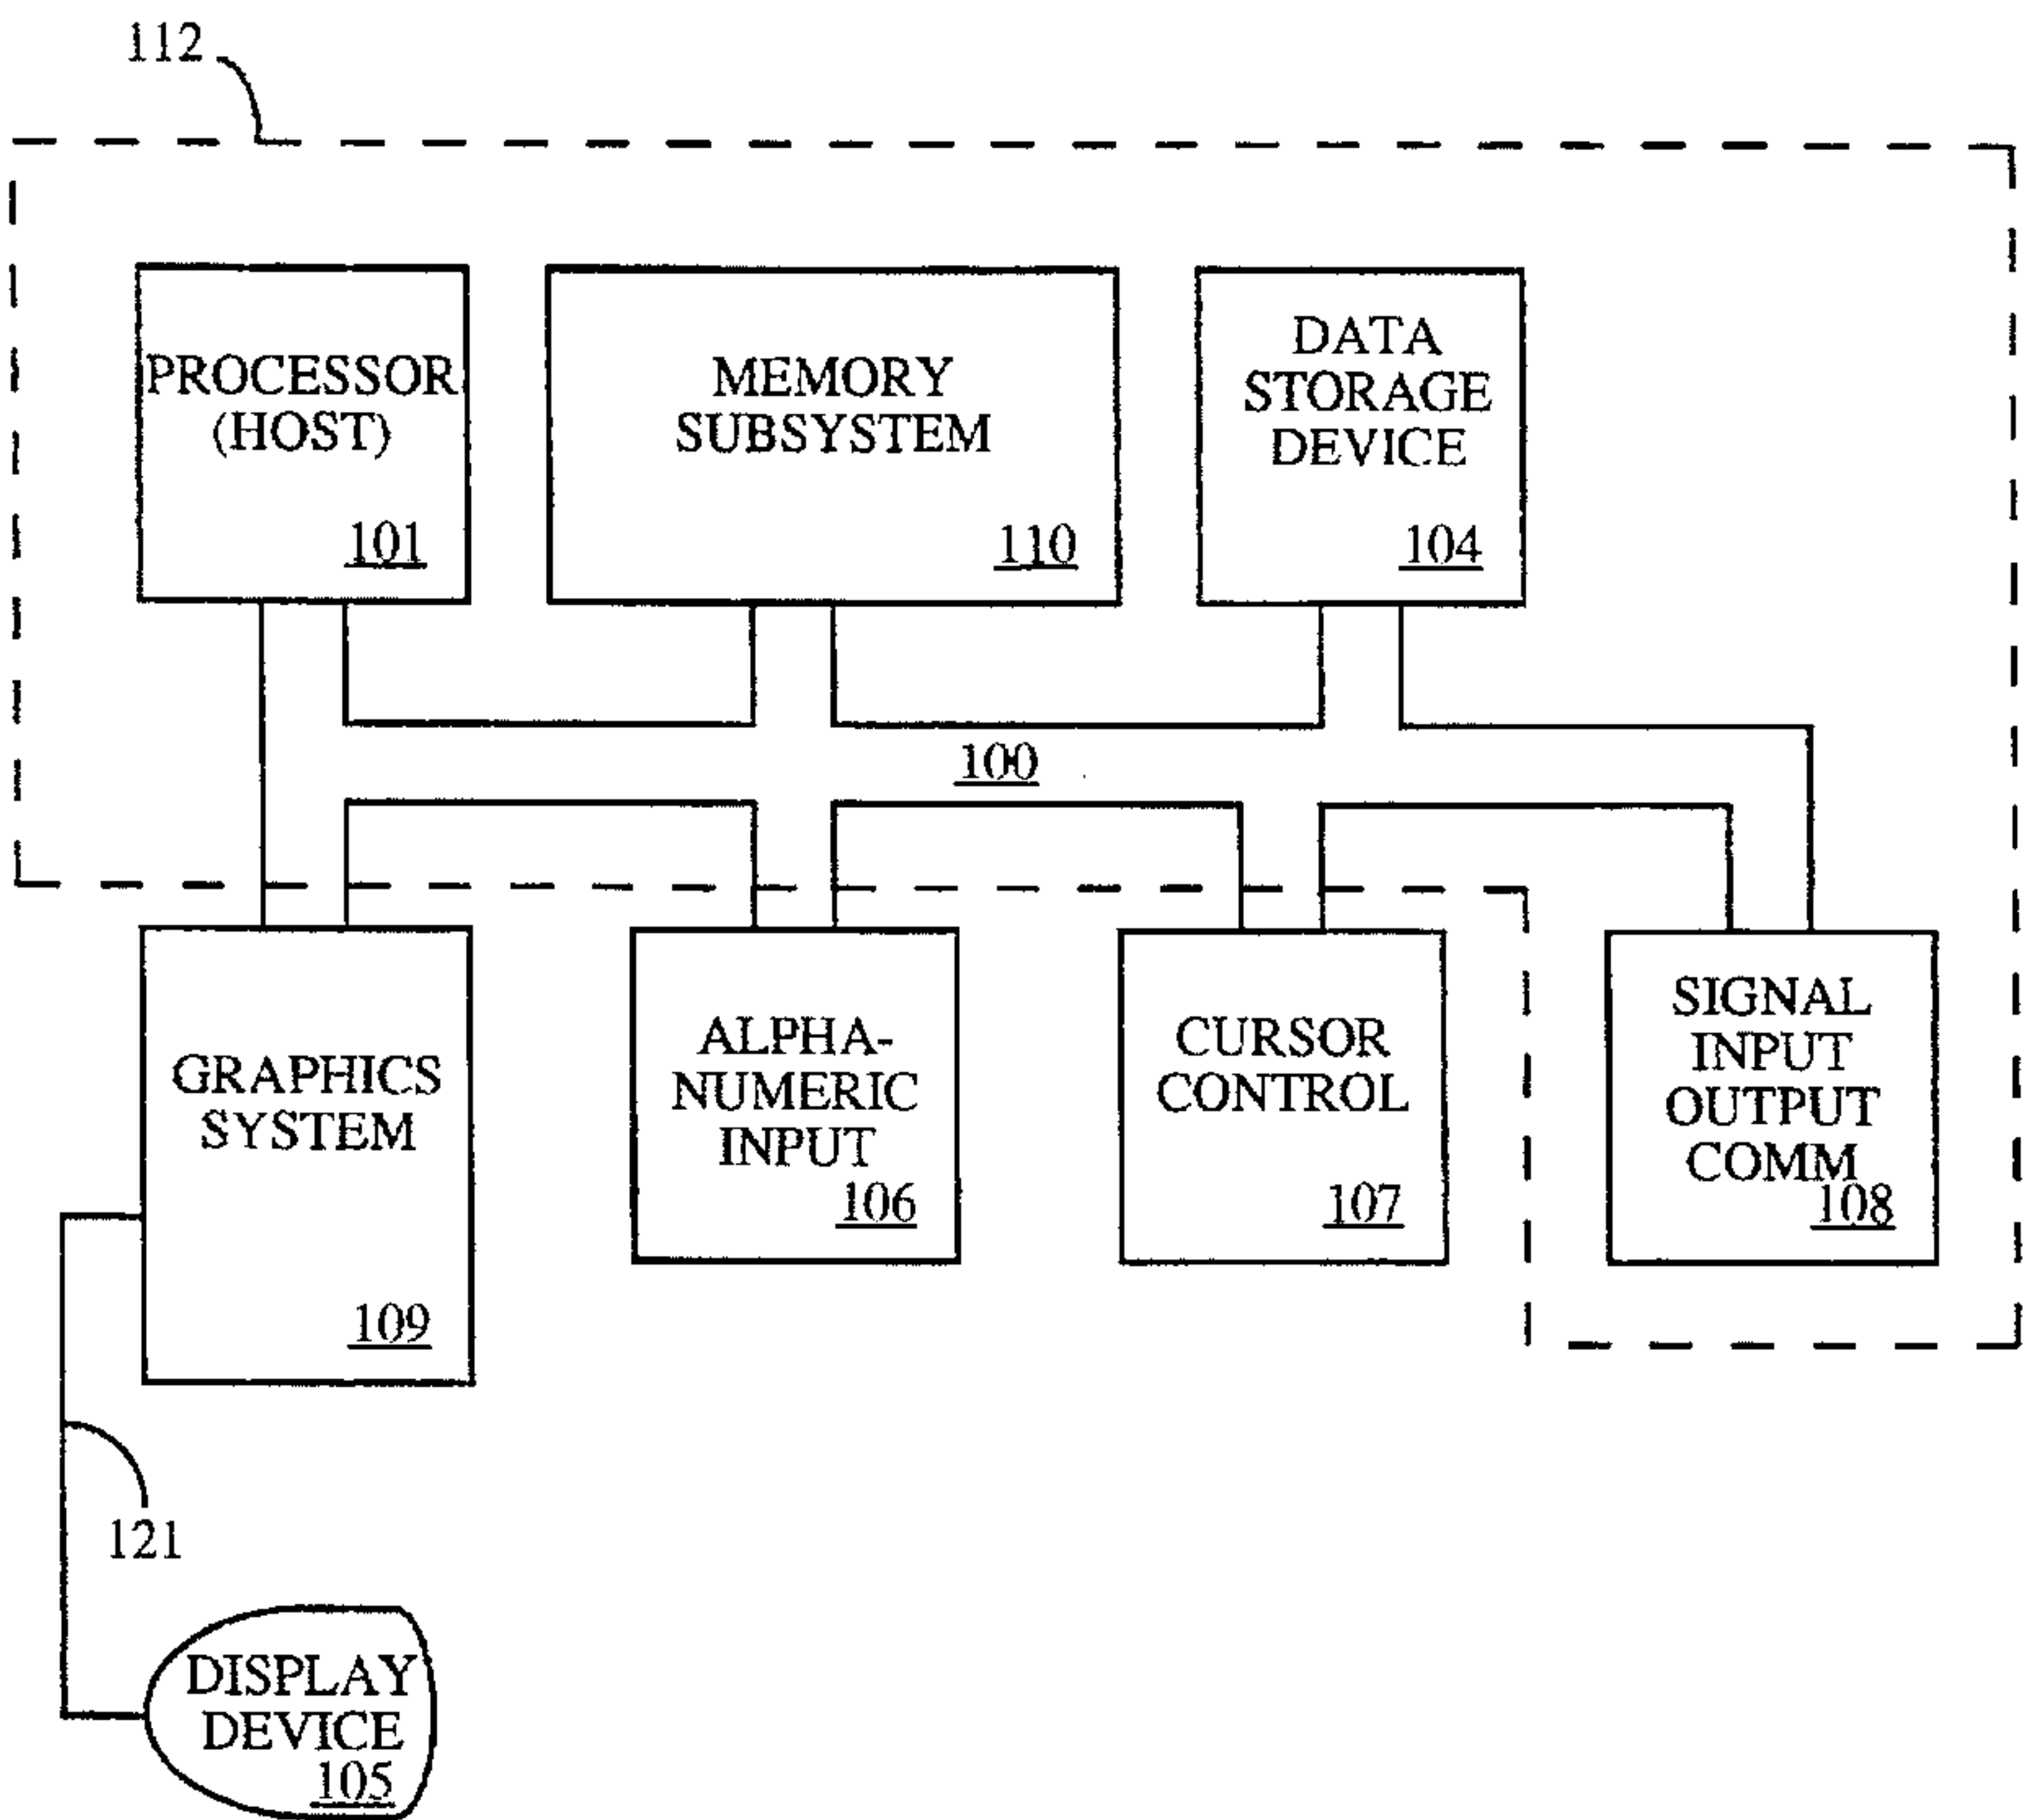 112
PROCESSOR
(HOST)
101
MEMORY
SUBSYSTEM
110
DATA
STORAGE
DEVICE
104
100
GRAPHICS
SYSTEM
109
ALPHA-
NUMERIC
INPUT
106
CURSOR
CONTROL
107
SIGNAL
INPUT
OUTPUT
COMM
108
121
DISPLAY
DEVICE
105